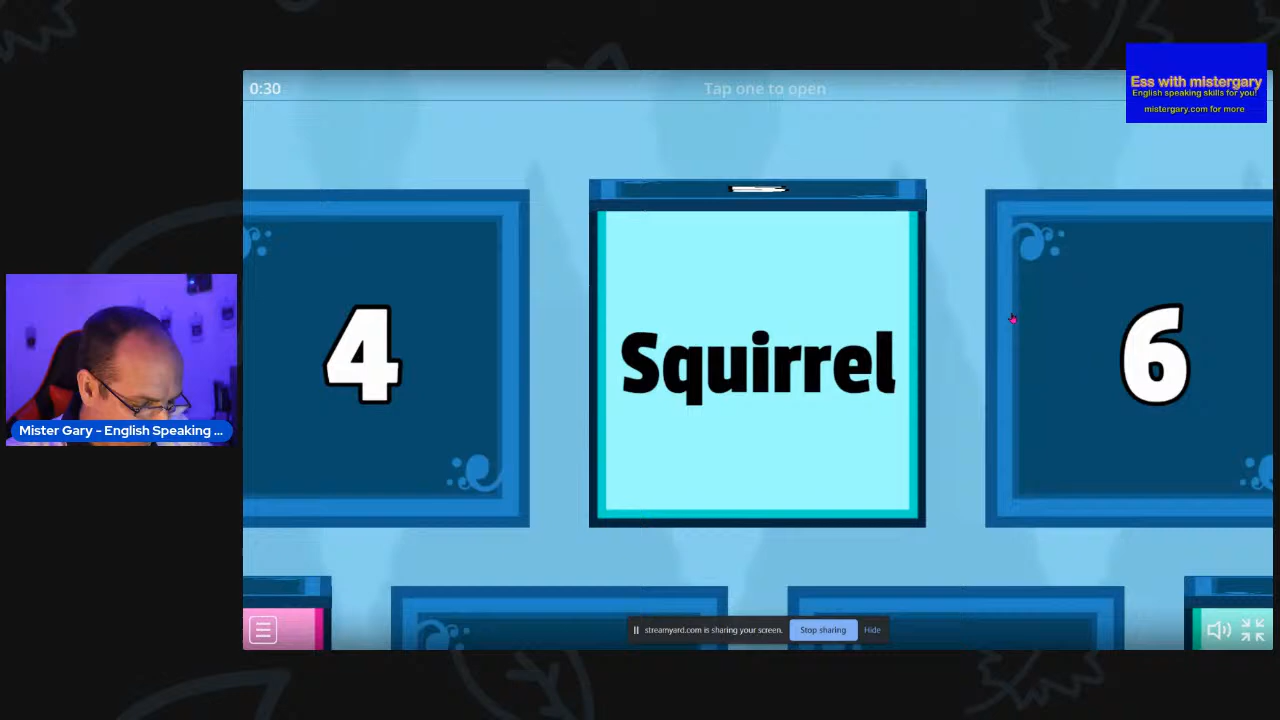 0:30
Tap one to open
Ess with mistergary
English speaking skills for you!
mistergary.com for more
4
Squirrel
6
Mister Gary - English Speaking ...
streamyard.com is sharing your screen.
Stop sharing
Hide